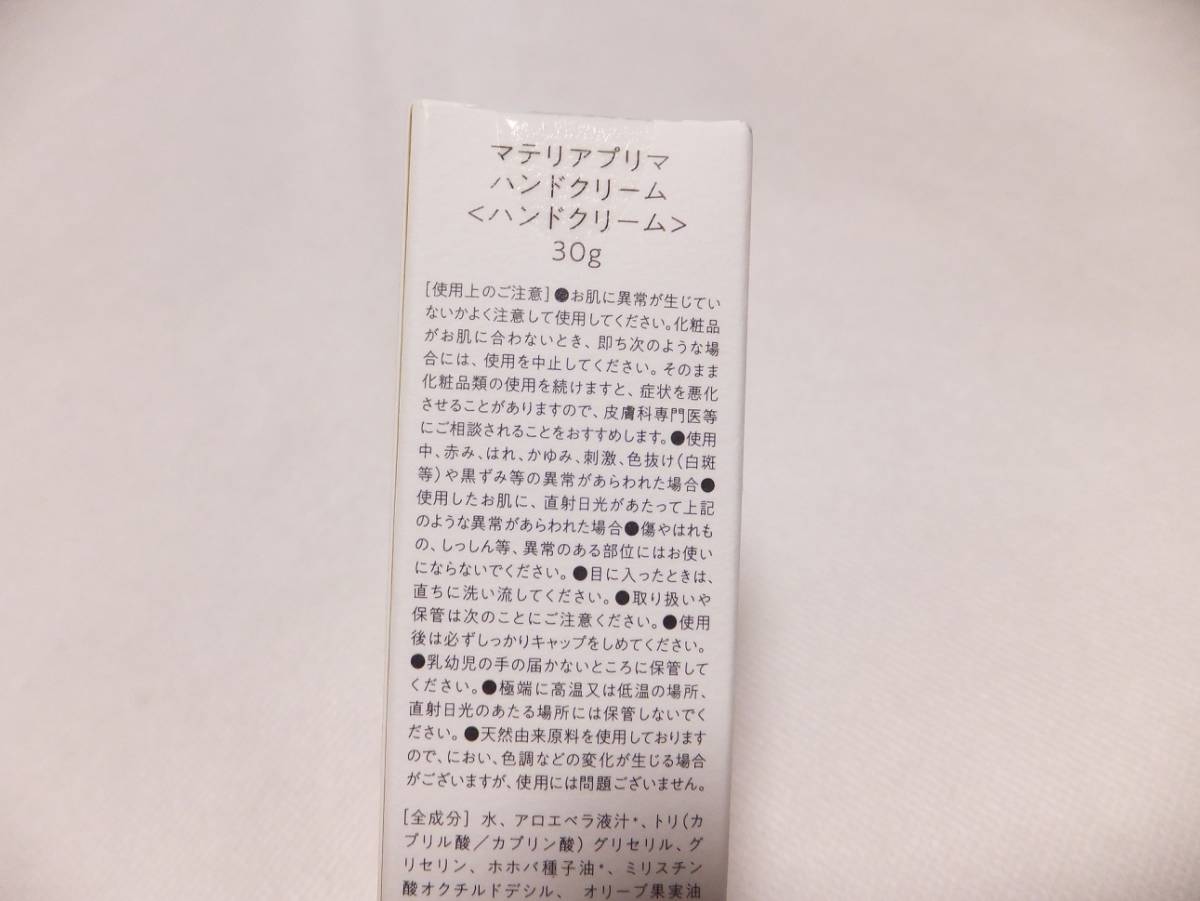 マテリアプリマ
ハンドクリーム
<ハンドクリーム>
30g
[使用上のご注意]●お肌に異常が生じてい
ないかよく注意して使用してください。化粧品
がお肌に合わないとき、即ち次のような場
合には、使用を中止してください。そのまま
化粧品類の使用を続けますと、症状を悪化
させることがありますので、皮膚科専門医等
にご相談されることをおすすめします。●使用
中、赤み、はれ、かゆみ、刺激、色抜け(白斑
等)や黒ずみ等の異常があらわれた場合●
使用したお肌に、直射日光があたって上記
のような異常があらわれた場合●傷やはれも
の、しっしん等、異常のある部位にはお使い
にならないでください。●目に入ったときは、
直ちに洗い流してください。●取り扱いや
保管は次のことにご注意ください。●使用
後は必ずしっかりキャップをしめてください。
●乳幼児の手の届かないところに保管して
ください。●極端に高温又は低温の場所、
直射日光のあたる場所には保管しないでく
ださい。●天然由来原料を使用しております
ので、におい、色調などの変化が生じる場合
がございますが、使用には問題ございません。
[全成分] 水、アロエベラ液汁*、トリ(カ
プリル酸／カプリン酸) グリセリル、グ
リセリン、ホホバ種子油*、ミリスチン
酸オクチルドデシル、 オリーブ果実油